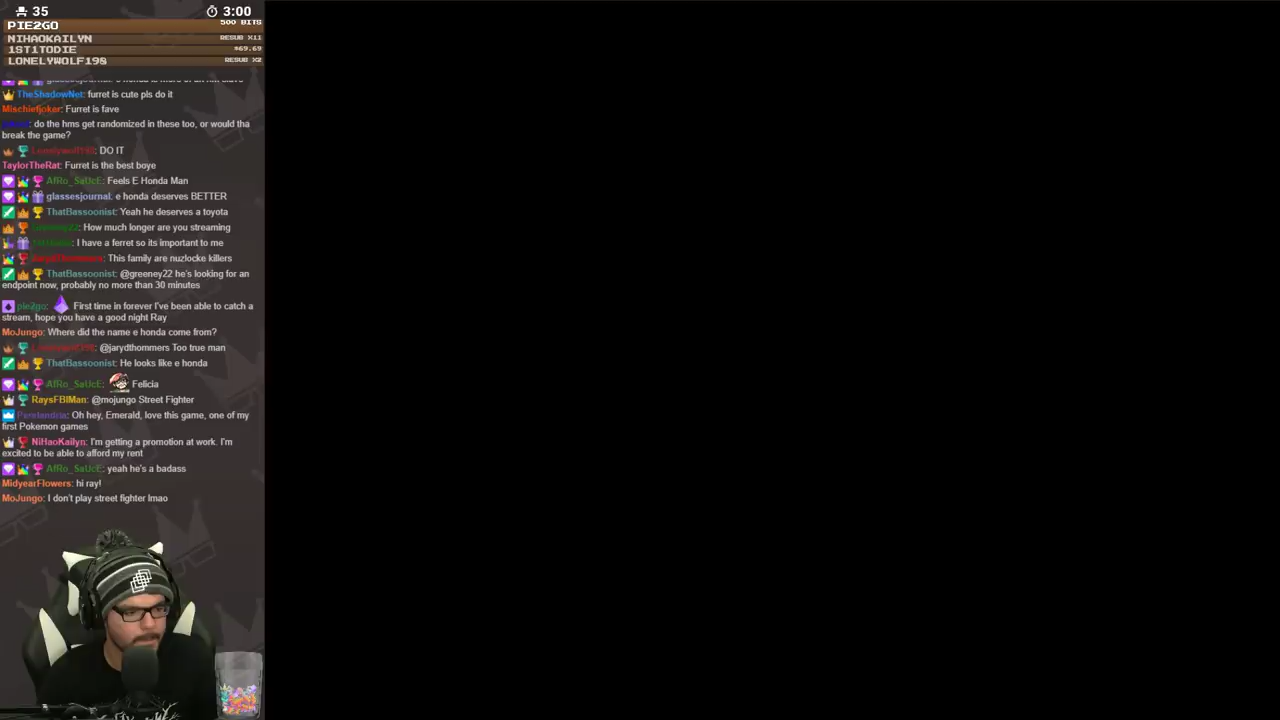 35
3:00
PIE2GO
500 BITS
NIHAOKAILYN
RESUB X11
1ST1TODIE
$69.69
LONELYWOLF198
RESUB X2
TheShadowNet: furret is cute pls do it
Mischiefjoker: Furret is fave
do the hms get randomized in these too, or would tha
break the game?
DO IT
TaylorTheRat: Furret is the best boye
AfRo_SaUcE: Feels E Honda Man
glassesjournal: e honda deserves BETTER
ThatBassoonist: Yeah he deserves a toyota
Greeney22: How much longer are you streaming
I have a ferret so its important to me
JarydThommers: This family are nuzlocke killers
ThatBassoonist: @greeney22 he's looking for an
endpoint now, probably no more than 30 minutes
pie2go: First time in forever I've been able to catch a
stream, hope you have a good night Ray
MoJungo: Where did the name e honda come from?
@jarydthommers Too true man
ThatBassoonist: He looks like e honda
AfRo_SaUcE: Felicia
RaysFBIMan: @mojungo Street Fighter
Oh hey, Emerald, love this game, one of my
first Pokemon games
NiHaoKailyn: I'm getting a promotion at work. I'm
excited to be able to afford my rent
AfRo_SaUcE: yeah he's a badass
MidyearFlowers: hi ray!
MoJungo: I don't play street fighter lmao